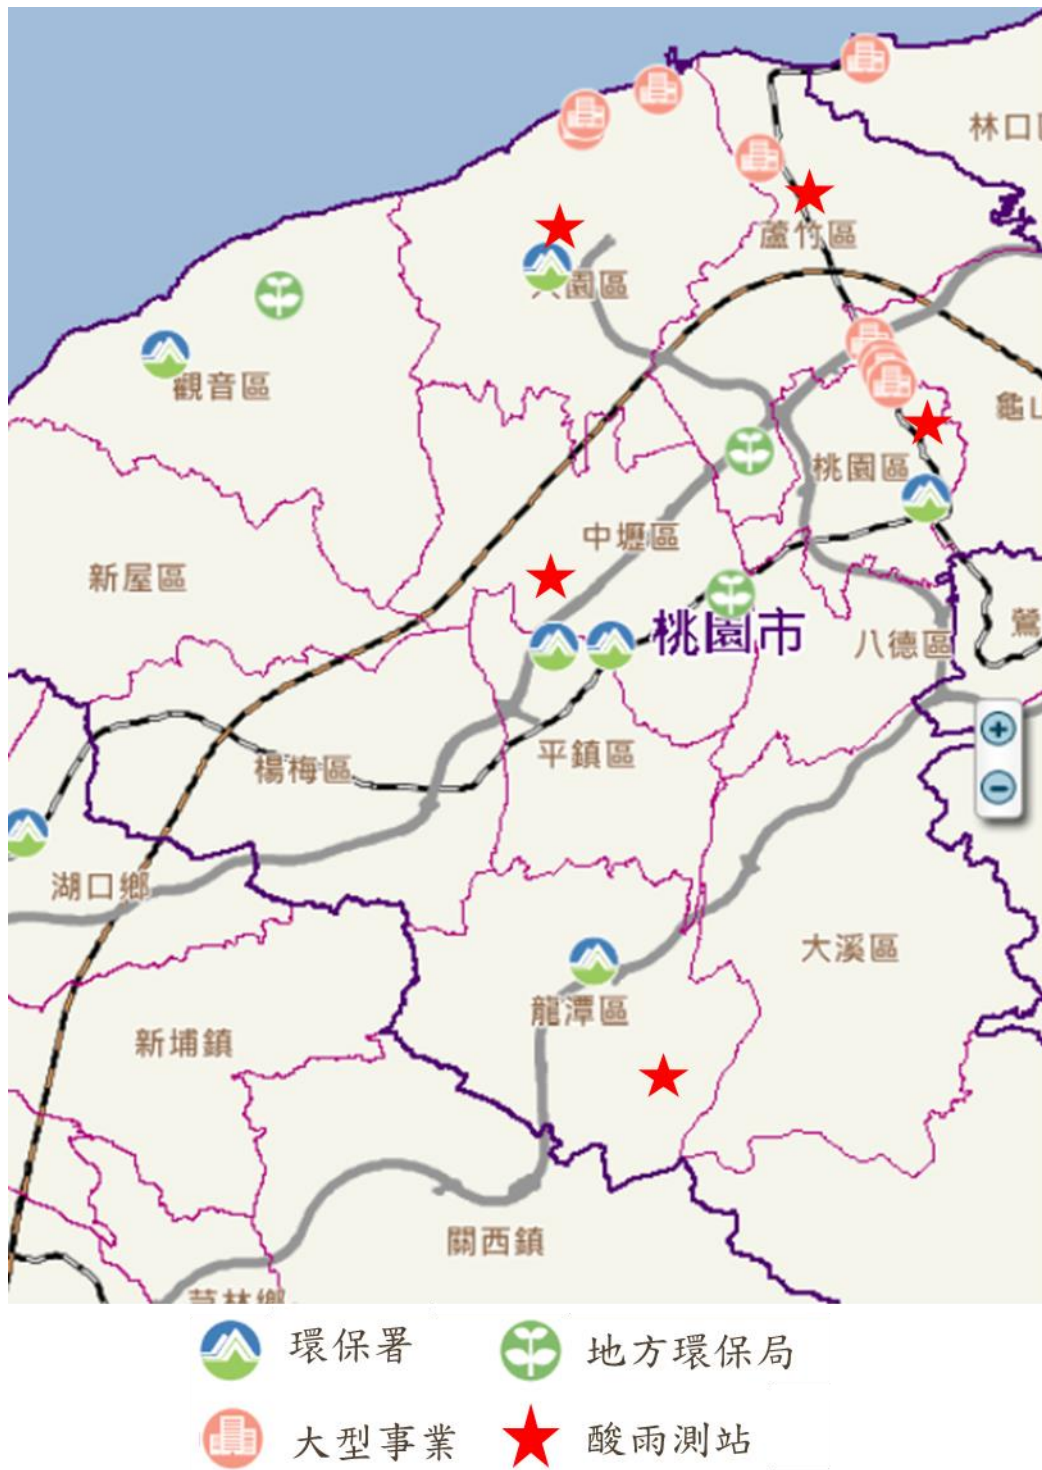 林口
蘆竹區
園區
觀音區
龜山
桃園區
中壢區
新屋區
桃園市
八德區
鶯
平鎮區
楊梅區
湖口鄉
大溪區
龍潭區
新埔鎮
關西鎮
芎林鄉
環保署
地方環保局
大型事業
酸雨測站